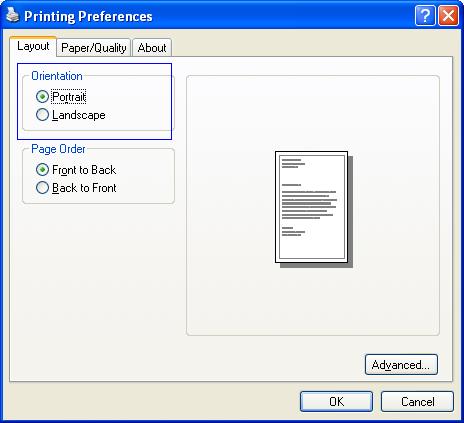 Printing Preferences
Layout Paper/Quality About
Orientation
Portrait
Landscape
Page Order
Front to Back
Back to Front
Advanced...
OK Cancel